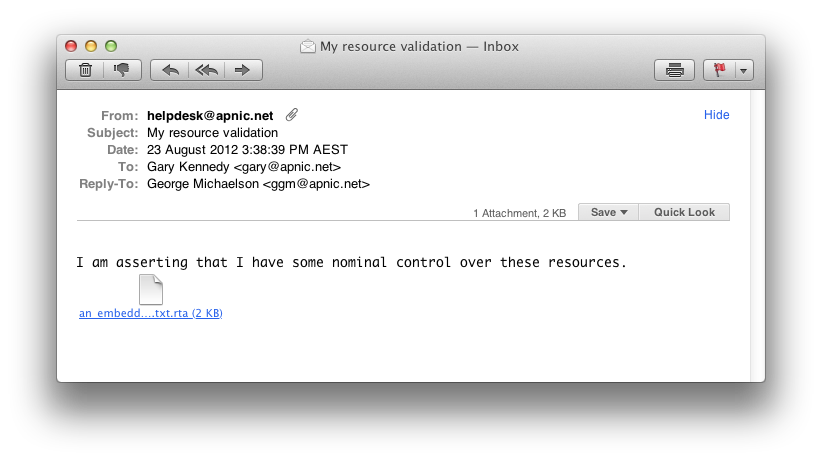 My resource validation — Inbox
From: helpdesk@apnic.net
Hide
Subject: My resource validation
Date: 23 August 2012 3:38:39 PM AEST
To: Gary Kennedy <gary@apnic.net>
Reply-To: George Michaelson <ggm@apnic.net>
1 Attachment, 2 KB Save Quick Look
I am asserting that I have some nominal control over these resources.
an_embedd....txt.rta (2 KB)